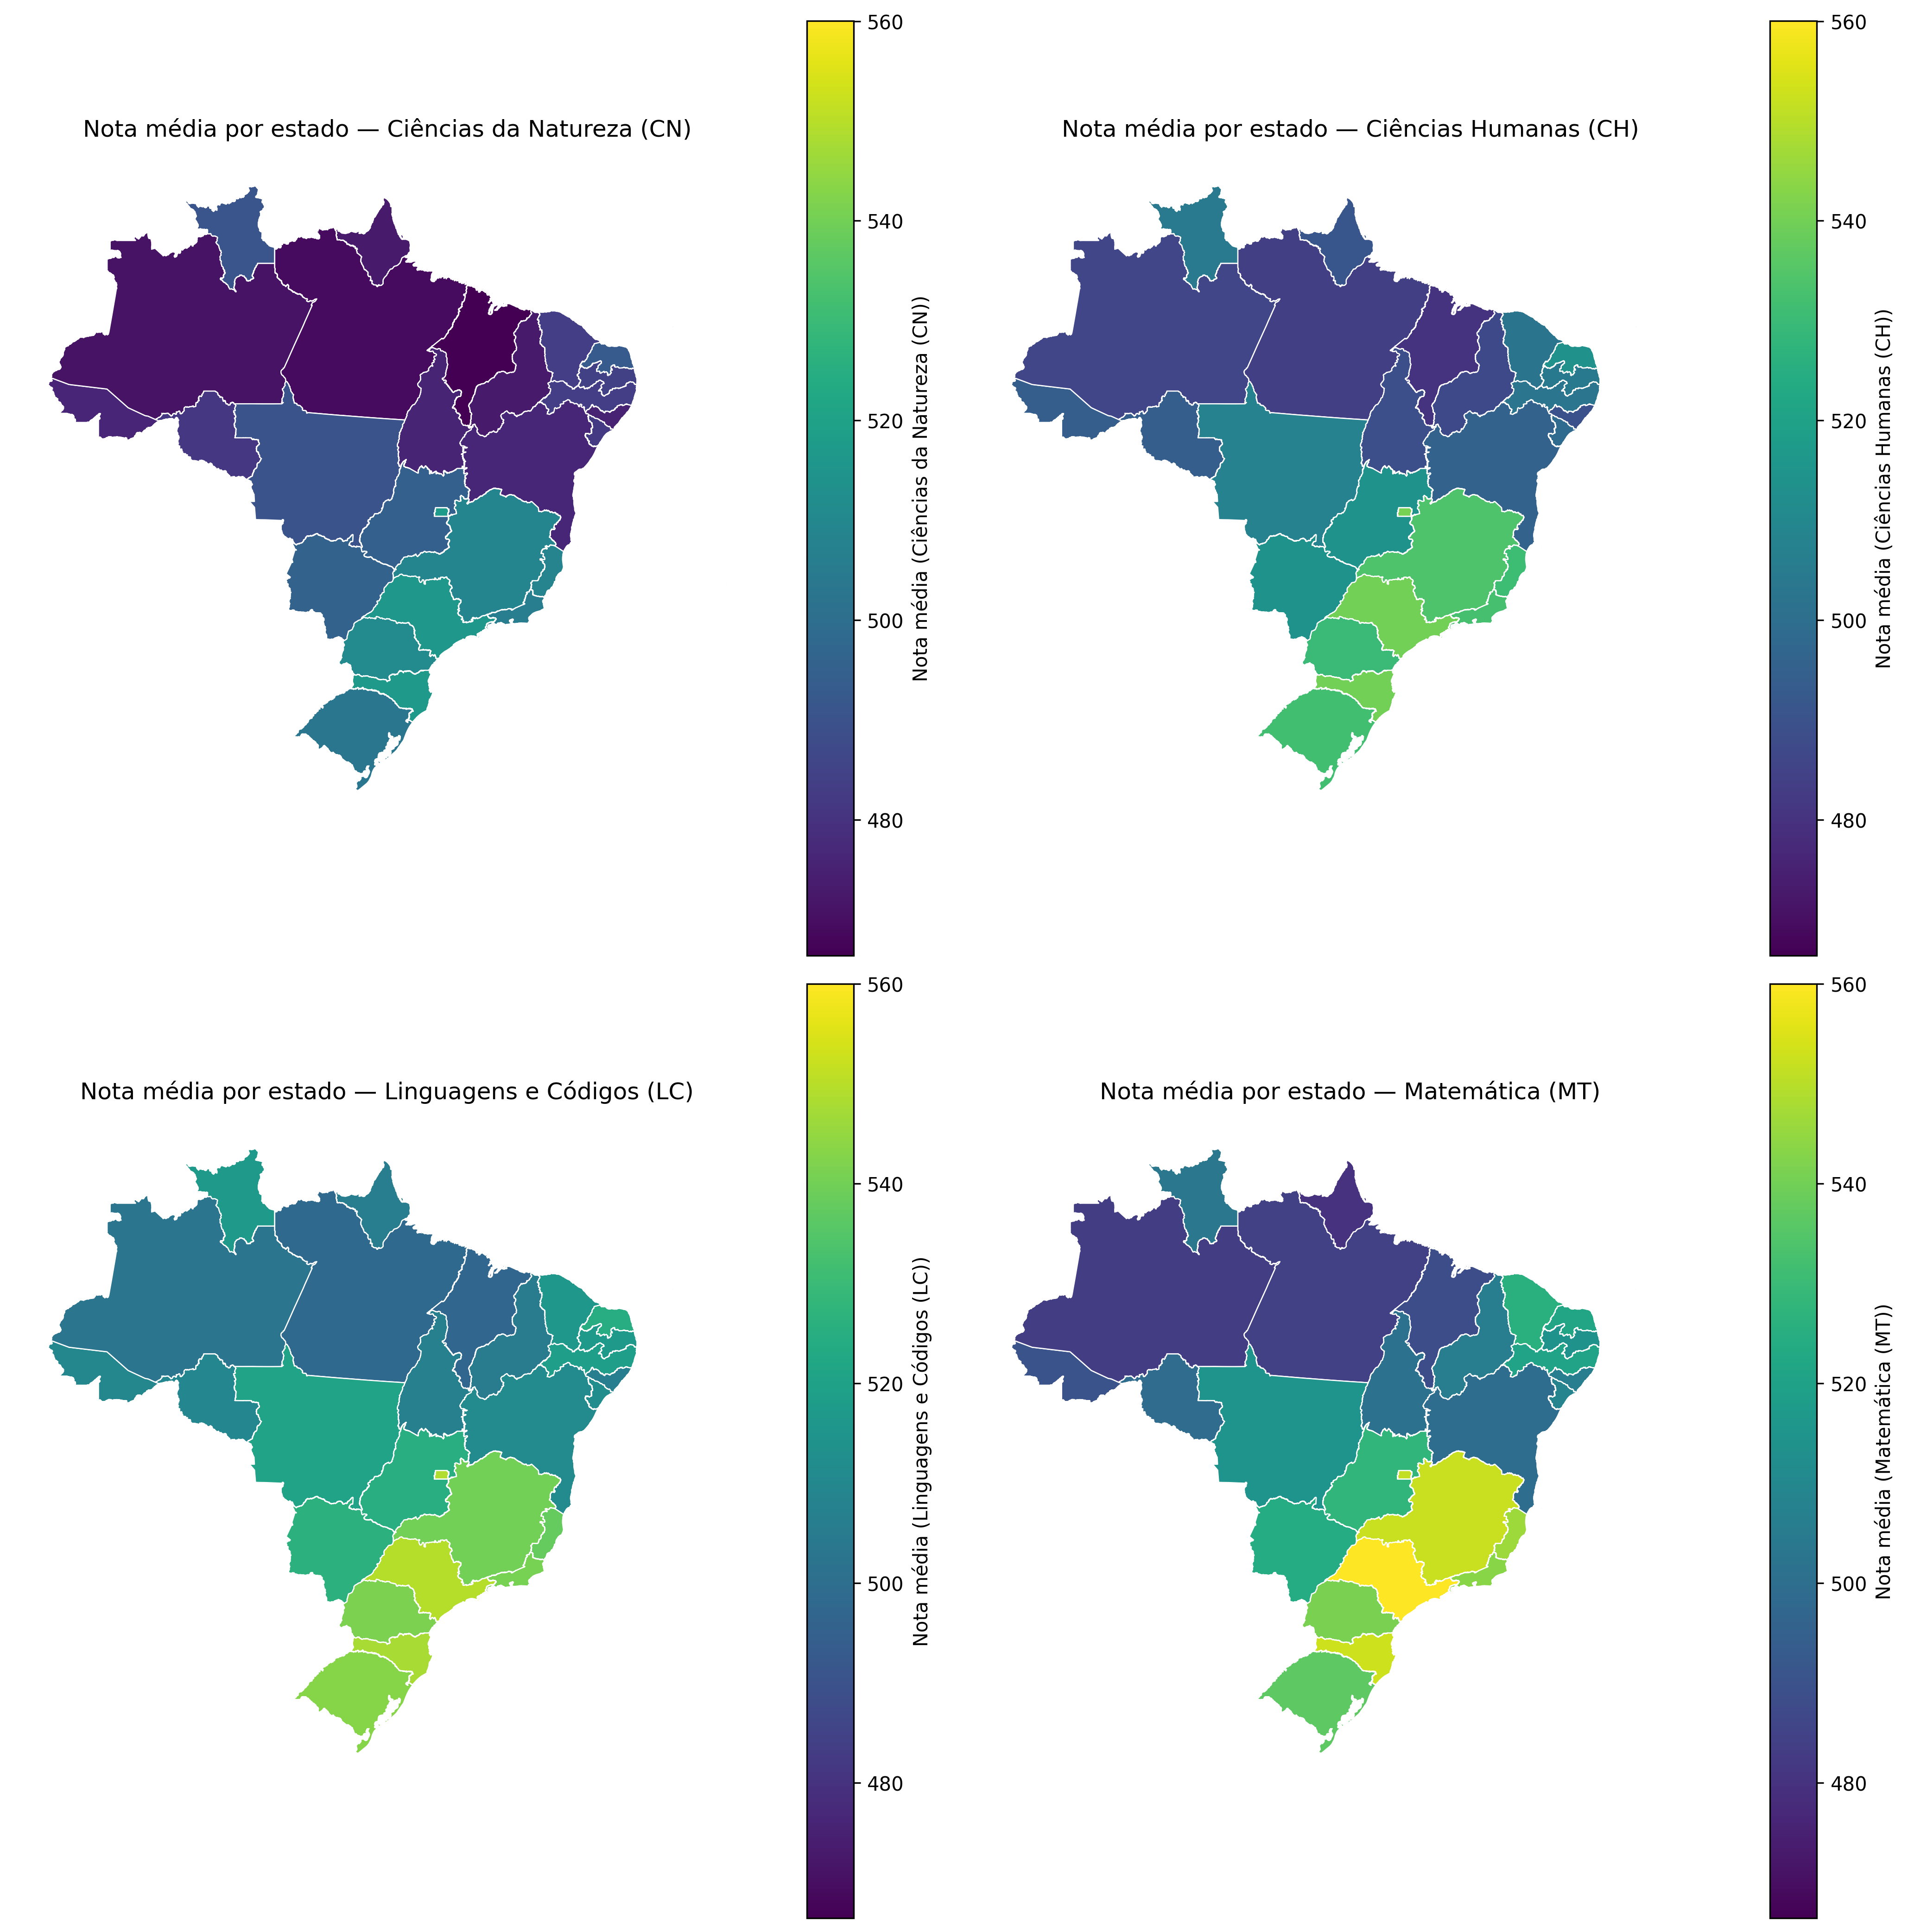 Nota média por estado — Ciências da Natureza (CN)
560
540
520
500
480
Nota média (Ciências da Natureza (CN))
Nota média por estado — Ciências Humanas (CH)
560
540
520
500
480
Nota média (Ciências Humanas (CH))
Nota média por estado — Linguagens e Códigos (LC)
560
540
520
500
480
Nota média (Linguagens e Códigos (LC))
Nota média por estado — Matemática (MT)
560
540
520
500
480
Nota média (Matemática (MT))